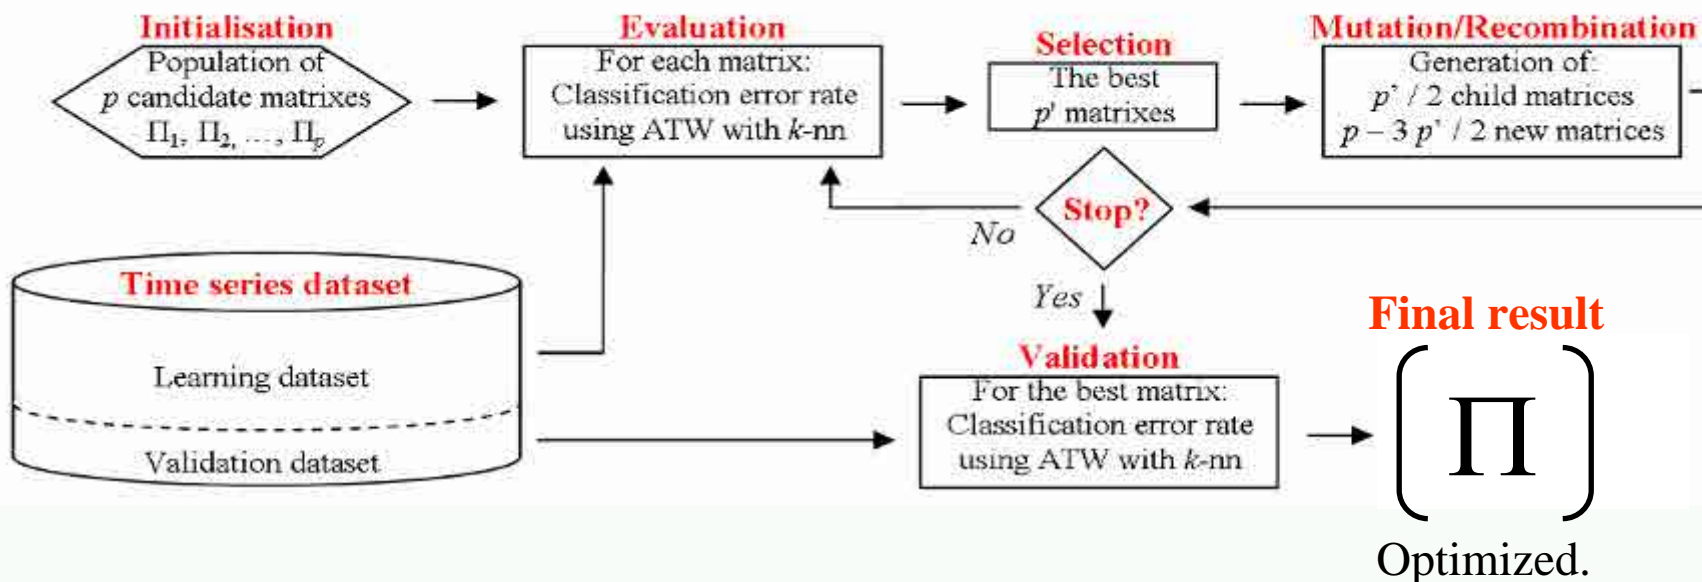 Initialisation
Population of
p candidate matrixes
Π1, Π2, ..., Πp
Evaluation
For each matrix:
Classification error rate
using ATW with k-nn
Selection
The best
p' matrixes
Mutation/Recombination
Generation of:
p' / 2 child matrices
p – 3 p' / 2 new matrices
Stop?
No
Yes
Time series dataset
Learning dataset
Validation dataset
Validation
For the best matrix:
Classification error rate
using ATW with k-nn
Final result
Π
Optimized.